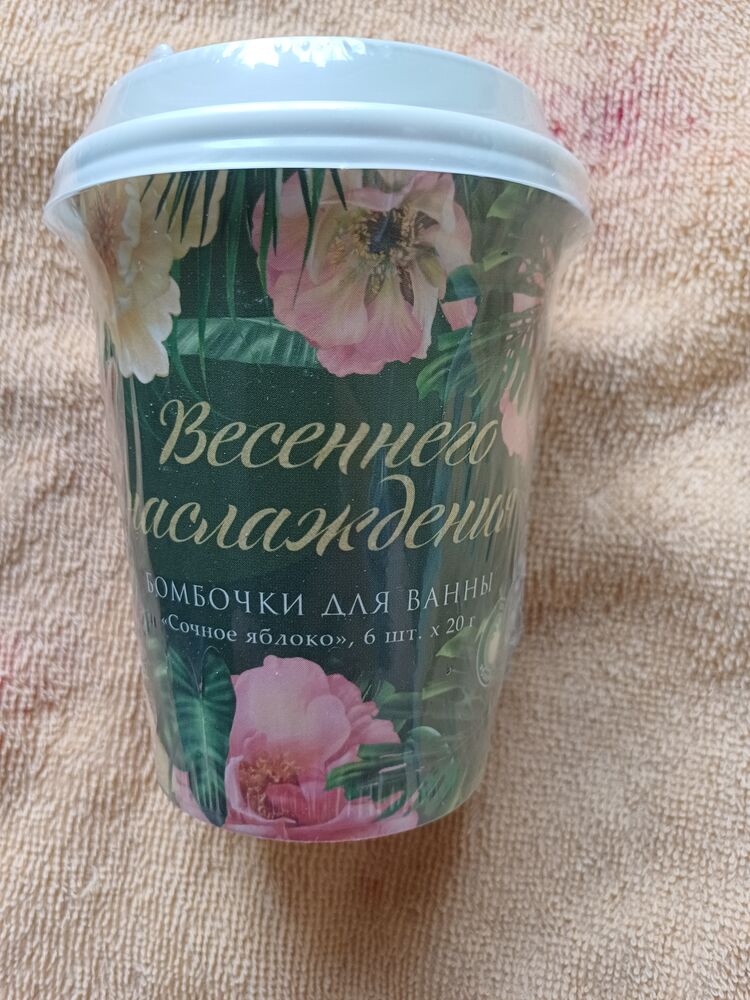 Весеннего
наслаждения
БОМБОЧКИ ДЛЯ ВАННЫ
«Сочное яблоко», 6 шт. х 20 г